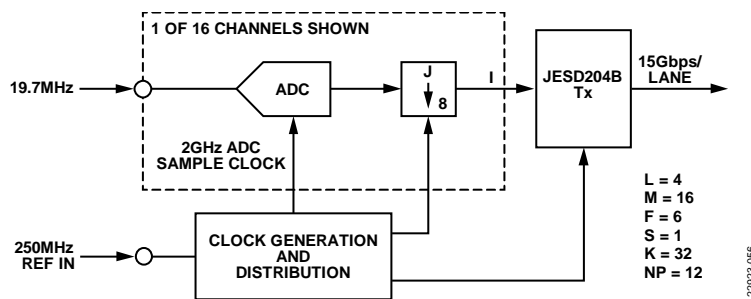 1 OF 16 CHANNELS SHOWN
19.7MHz
ADC
J
8
I
JESD204B
Tx
15Gbps/
LANE
2GHz ADC
SAMPLE CLOCK
250MHz
REF IN
CLOCK GENERATION
AND
DISTRIBUTION
L = 4
M = 16
F = 6
S = 1
K = 32
NP = 12